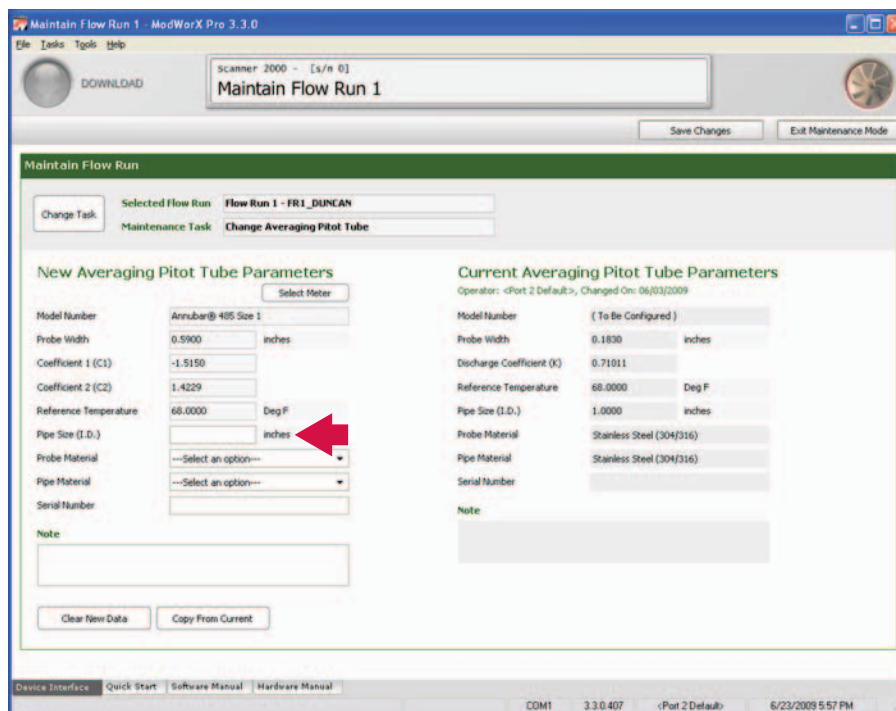 Maintain Flow Run 1 - ModWorX Pro 3.3.0
File Tasks Tools Help
DOWNLOAD
Scanner 2000 - [s/n 0]
Maintain Flow Run 1
Save Changes Exit Maintenance Mode
Maintain Flow Run
Change Task
Selected Flow Run Flow Run 1 - FR1_DUNCAN
Maintenance Task Change Averaging Pitot Tube
New Averaging Pitot Tube Parameters
Select Meter
Model Number Annubar® 485 Size 1
Probe Width 0.5900 inches
Coefficient 1 (C1) -1.5150
Coefficient 2 (C2) 1.4229
Reference Temperature 68.0000 Deg F
Pipe Size (I.D.) inches
Probe Material ---Select an option---
Pipe Material ---Select an option---
Serial Number
Note
Clear New Data Copy From Current
Current Averaging Pitot Tube Parameters
Operator: <Port 2 Default>, Changed On: 06/03/2009
Model Number ( To Be Configured )
Probe Width 0.1830 inches
Discharge Coefficient (K) 0.71011
Reference Temperature 68.0000 Deg F
Pipe Size (I.D.) 1.0000 inches
Probe Material Stainless Steel (304/316)
Pipe Material Stainless Steel (304/316)
Serial Number
Note
Device Interface Quick Start Software Manual Hardware Manual
COM1 3.3.0.407 <Port 2 Default> 6/23/2009 5:57 PM